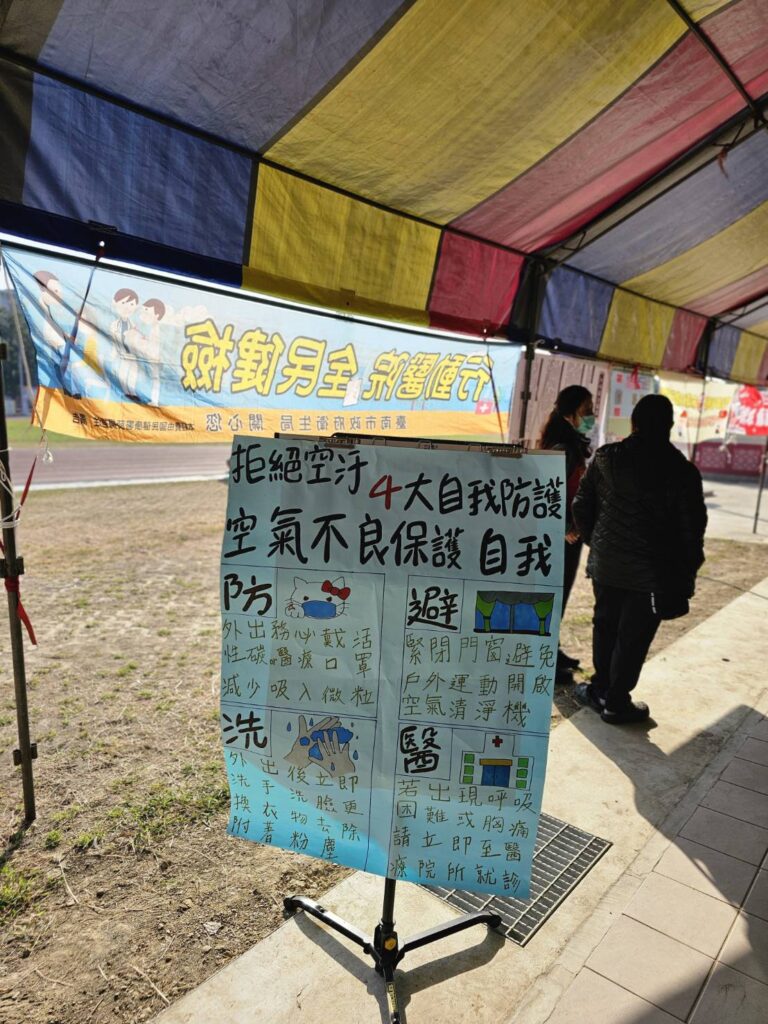 行動醫院 全民健檢
臺南市政府衛生局 關心您
拒絕空汙 4大自我防護
空氣不良保護自我
防
外出務必戴活
性碳、醫療口罩
減少吸入微粒
避
緊閉門窗、避免
戶外運動開啟
空氣清淨機
洗
外出後立即
洗手洗臉更
換衣物去除
附著粉塵
醫
若出現呼吸
困難或胸痛
請立即至醫
療院所就診